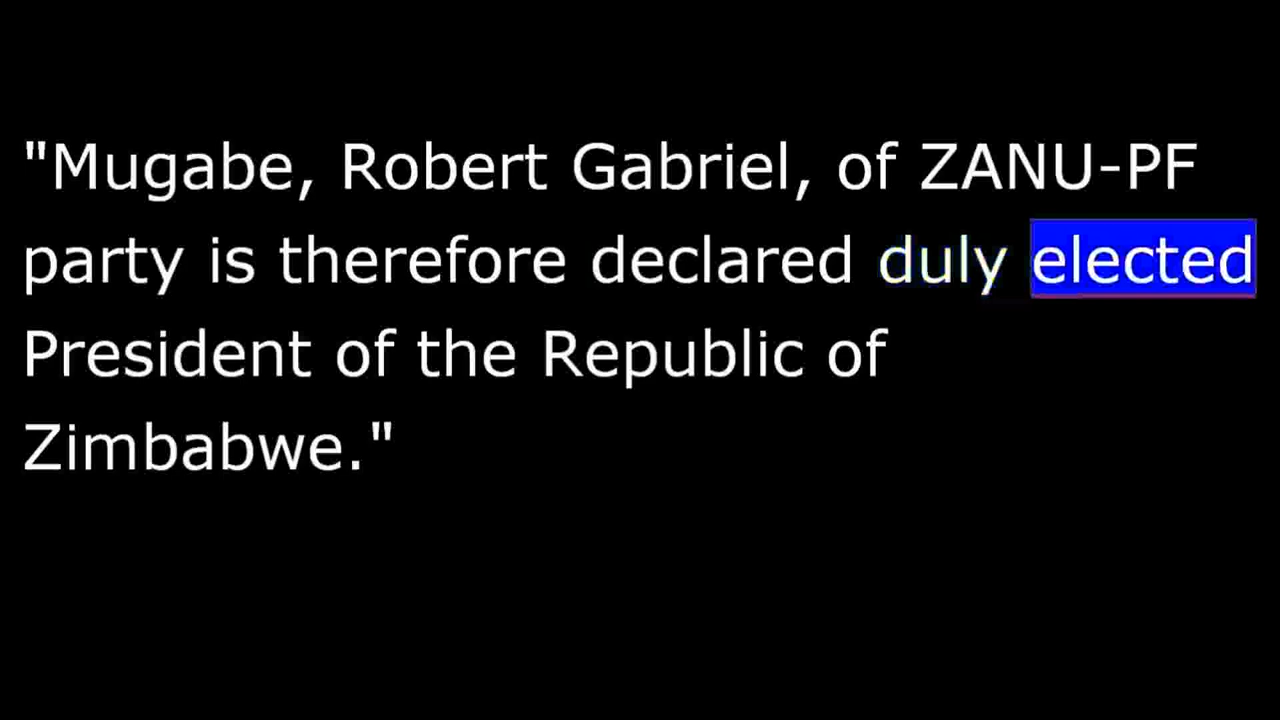 "Mugabe, Robert Gabriel, of ZANU-PF
party is therefore declared duly elected
President of the Republic of
Zimbabwe."